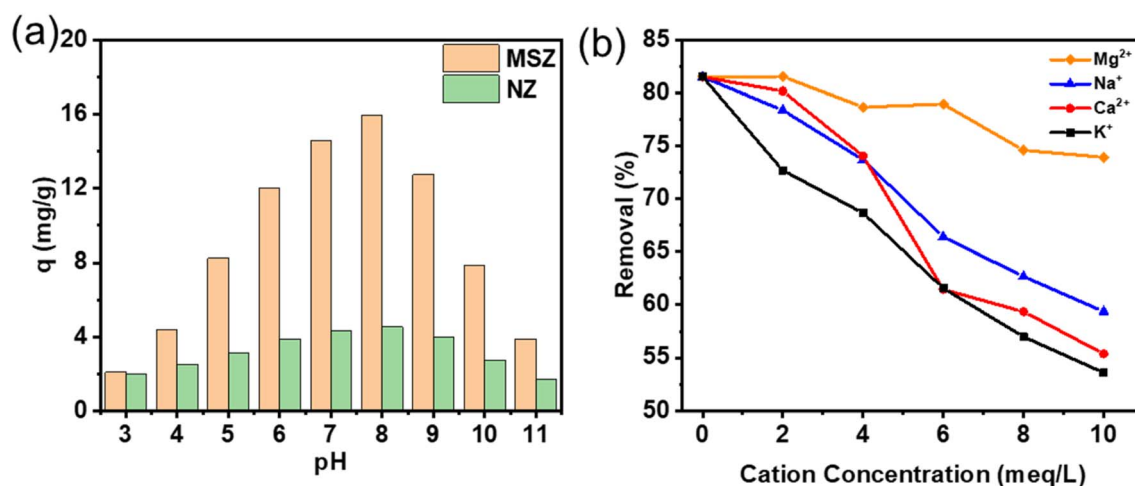 (a)
20
16
12
8
4
0
q (mg/g)
MSZ
NZ
3 4 5 6 7 8 9 10 11
pH
(b)
85
80
75
70
65
60
55
50
Removal (%)
Mg²⁺
Na⁺
Ca²⁺
K⁺
0 2 4 6 8 10
Cation Concentration (meq/L)